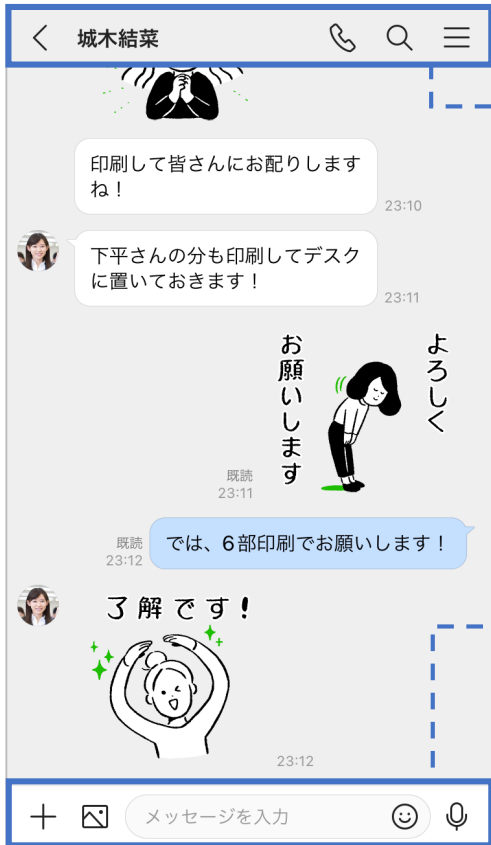 城木結菜
印刷して皆さんにお配りします
ね！
23:10
下平さんの分も印刷してデスク
に置いておきます！
23:11
よろしく
お願いします
既読
23:11
では、6部印刷でお願いします！
既読
23:12
了解です！
23:12
メッセージを入力